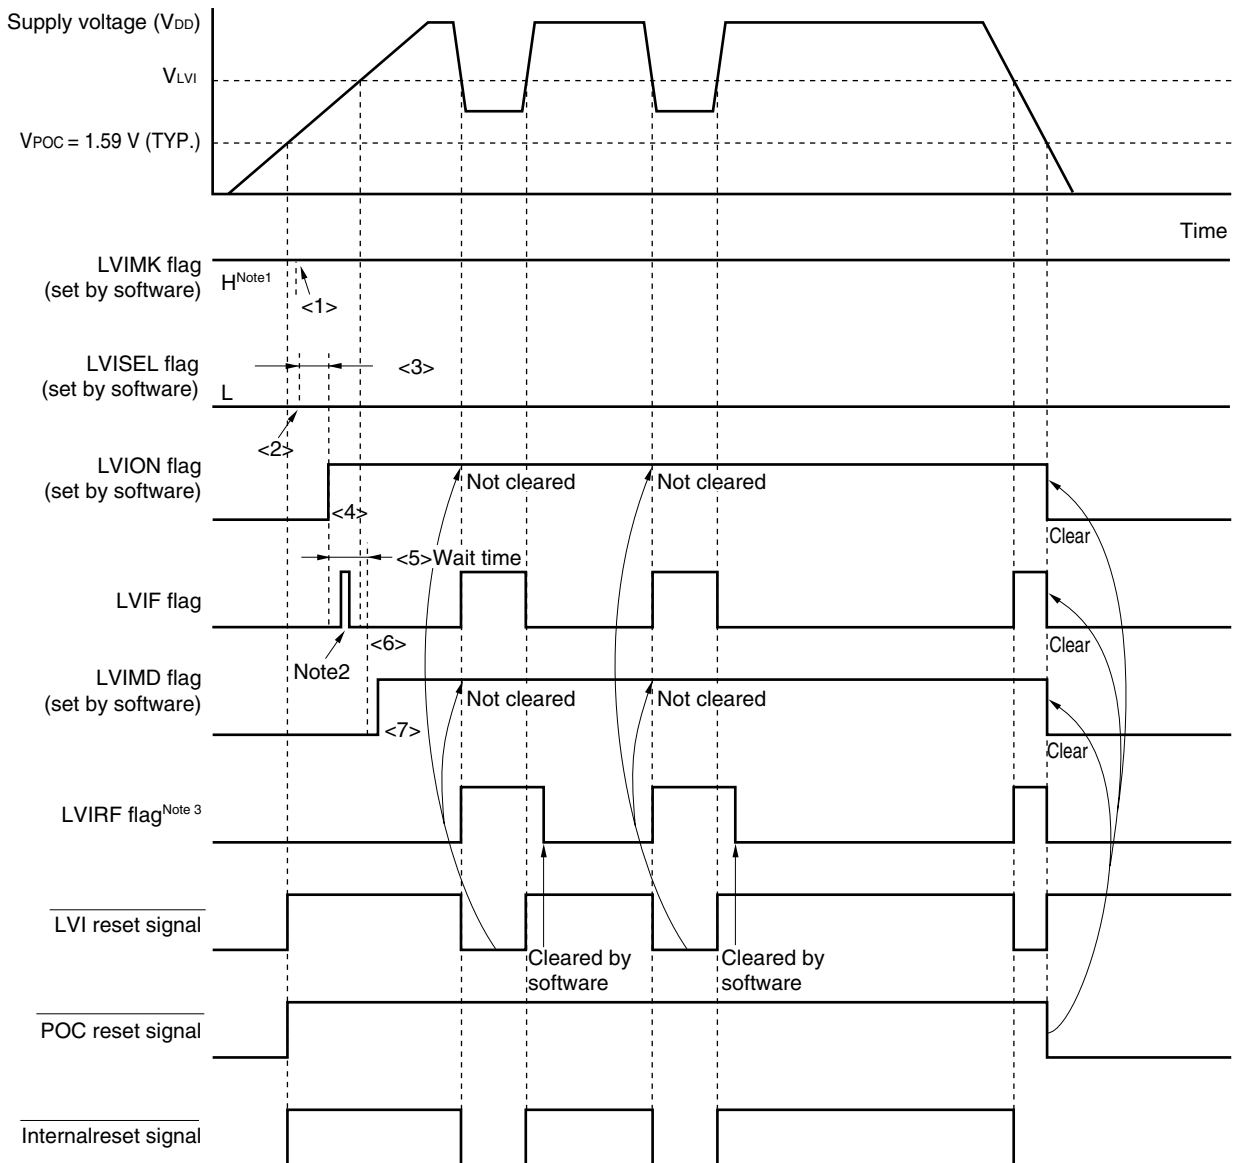 Supply voltage (VDD)
VLVI
VPOC = 1.59 V (TYP.)
Time
LVIMK flag
(set by software)
H Note1
<1>
LVISEL flag
(set by software)
<3>
L
<2>
LVION flag
(set by software)
Not cleared
Not cleared
<4>
Clear
<5>Wait time
LVIF flag
<6>
Clear
Note2
LVIMD flag
(set by software)
Not cleared
Not cleared
<7>
Clear
LVIRF flag Note 3
LVI reset signal
Cleared by
software
Cleared by
software
POC reset signal
Internalreset signal